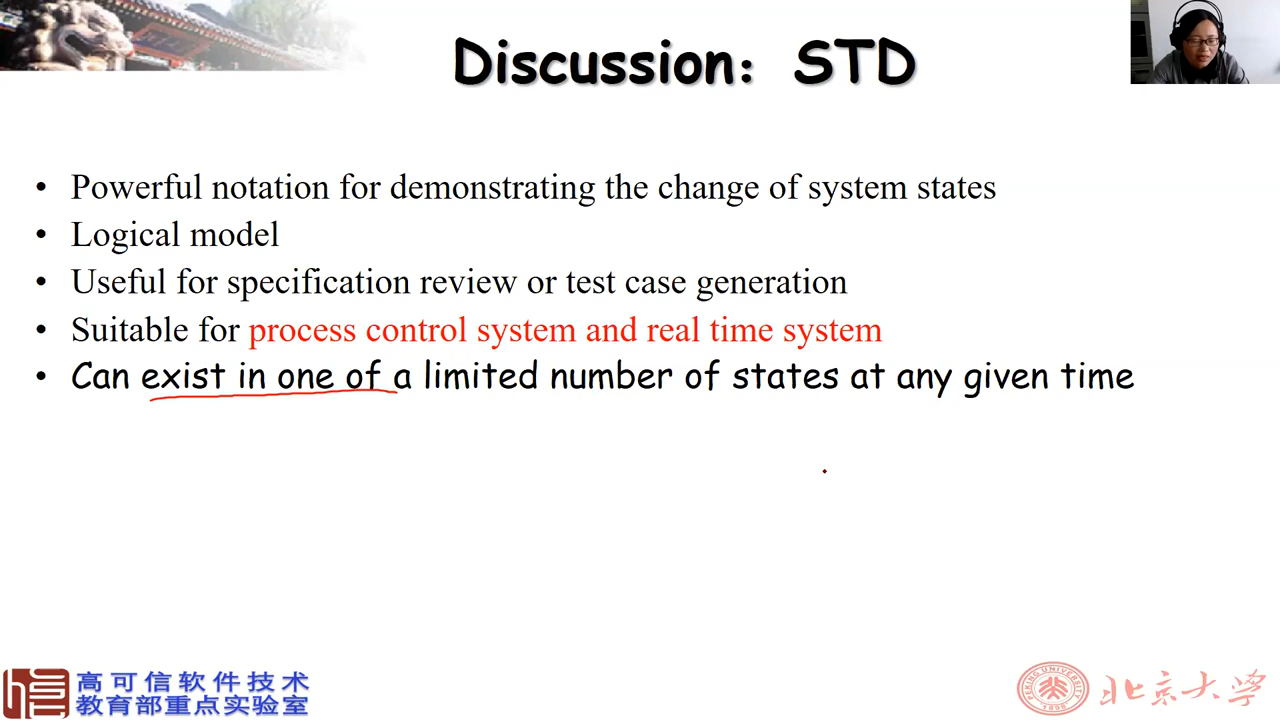 Discussion：STD
• Powerful notation for demonstrating the change of system states
• Logical model
• Useful for specification review or test case generation
• Suitable for process control system and real time system
• Can exist in one of a limited number of states at any given time
高可信软件技术
教育部重点实验室
PEKING UNIVERSITY
1898
北京大学